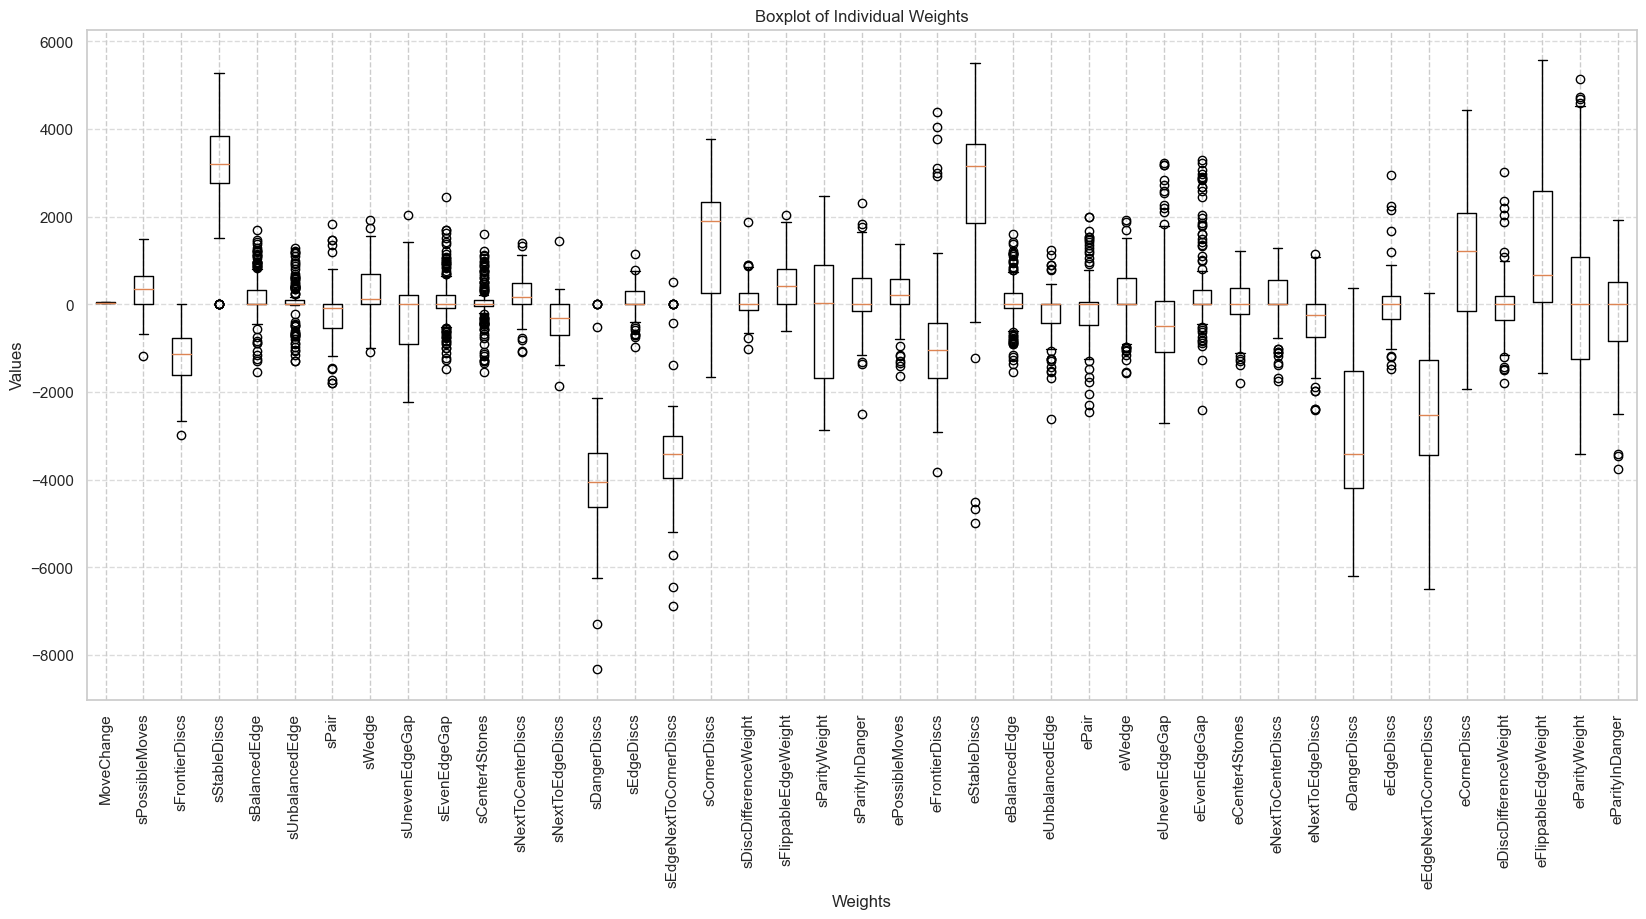 Boxplot of Individual Weights
6000
4000
2000
0
−2000
−4000
−6000
−8000
Values
MoveChange
sPossibleMoves
sFrontierDiscs
sStableDiscs
sBalancedEdge
sUnbalancedEdge
sPair
sWedge
sUnevenEdgeGap
sEvenEdgeGap
sCenter4Stones
sNextToCenterDiscs
sNextToEdgeDiscs
sDangerDiscs
sEdgeDiscs
sEdgeNextToCornerDiscs
sCornerDiscs
sDiscDifferenceWeight
sFlippableEdgeWeight
sParityWeight
sParityInDanger
ePossibleMoves
eFrontierDiscs
eStableDiscs
eBalancedEdge
eUnbalancedEdge
ePair
eWedge
eUnevenEdgeGap
eEvenEdgeGap
eCenter4Stones
eNextToCenterDiscs
eNextToEdgeDiscs
eDangerDiscs
eEdgeDiscs
eEdgeNextToCornerDiscs
eCornerDiscs
eDiscDifferenceWeight
eFlippableEdgeWeight
eParityWeight
eParityInDanger
Weights